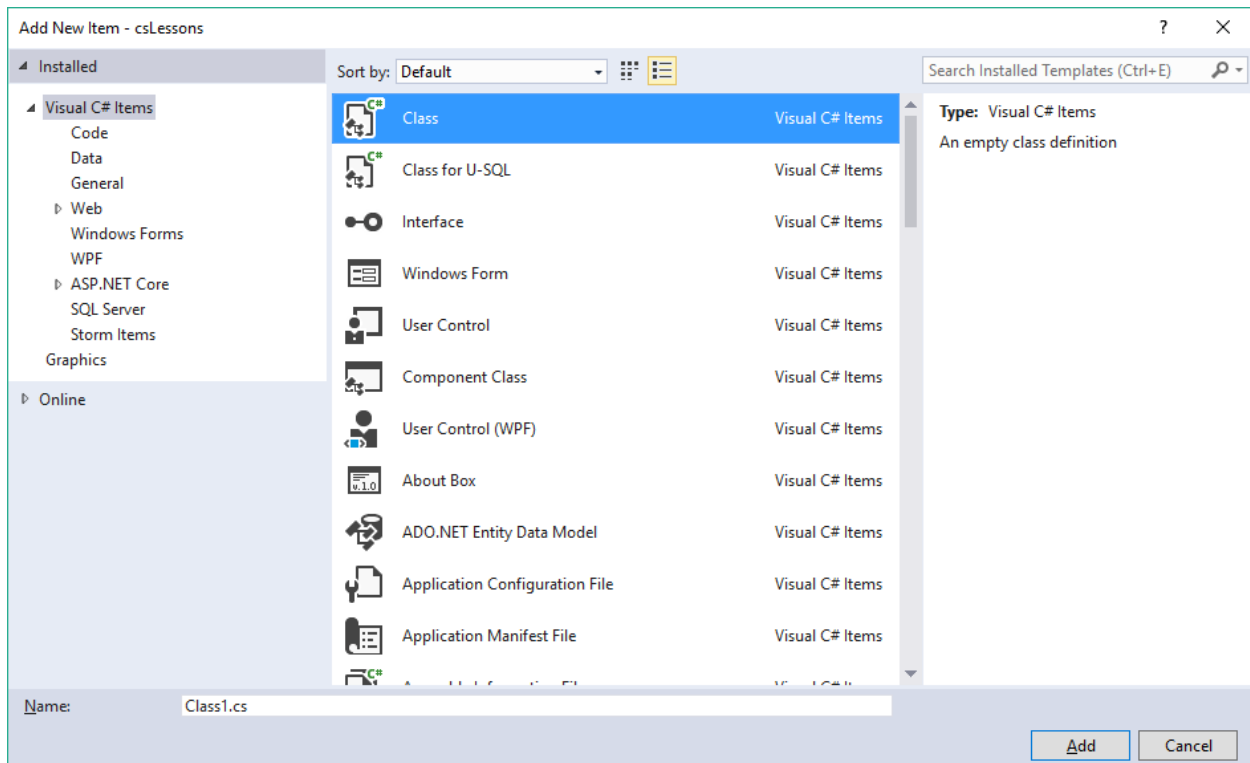 Add New Item - csLessons
?
Installed
Visual C# Items
Code
Data
General
Web
Windows Forms
WPF
ASP.NET Core
SQL Server
Storm Items
Graphics
Online
Sort by: Default
C# Class Visual C# Items
C# Class for U-SQL Visual C# Items
Interface Visual C# Items
Windows Form Visual C# Items
User Control Visual C# Items
Component Class Visual C# Items
User Control (WPF) Visual C# Items
v.1.0 About Box Visual C# Items
ADO.NET Entity Data Model Visual C# Items
Application Configuration File Visual C# Items
Application Manifest File Visual C# Items
C#
Search Installed Templates (Ctrl+E)
Type: Visual C# Items
An empty class definition
Name: Class1.cs
Add Cancel